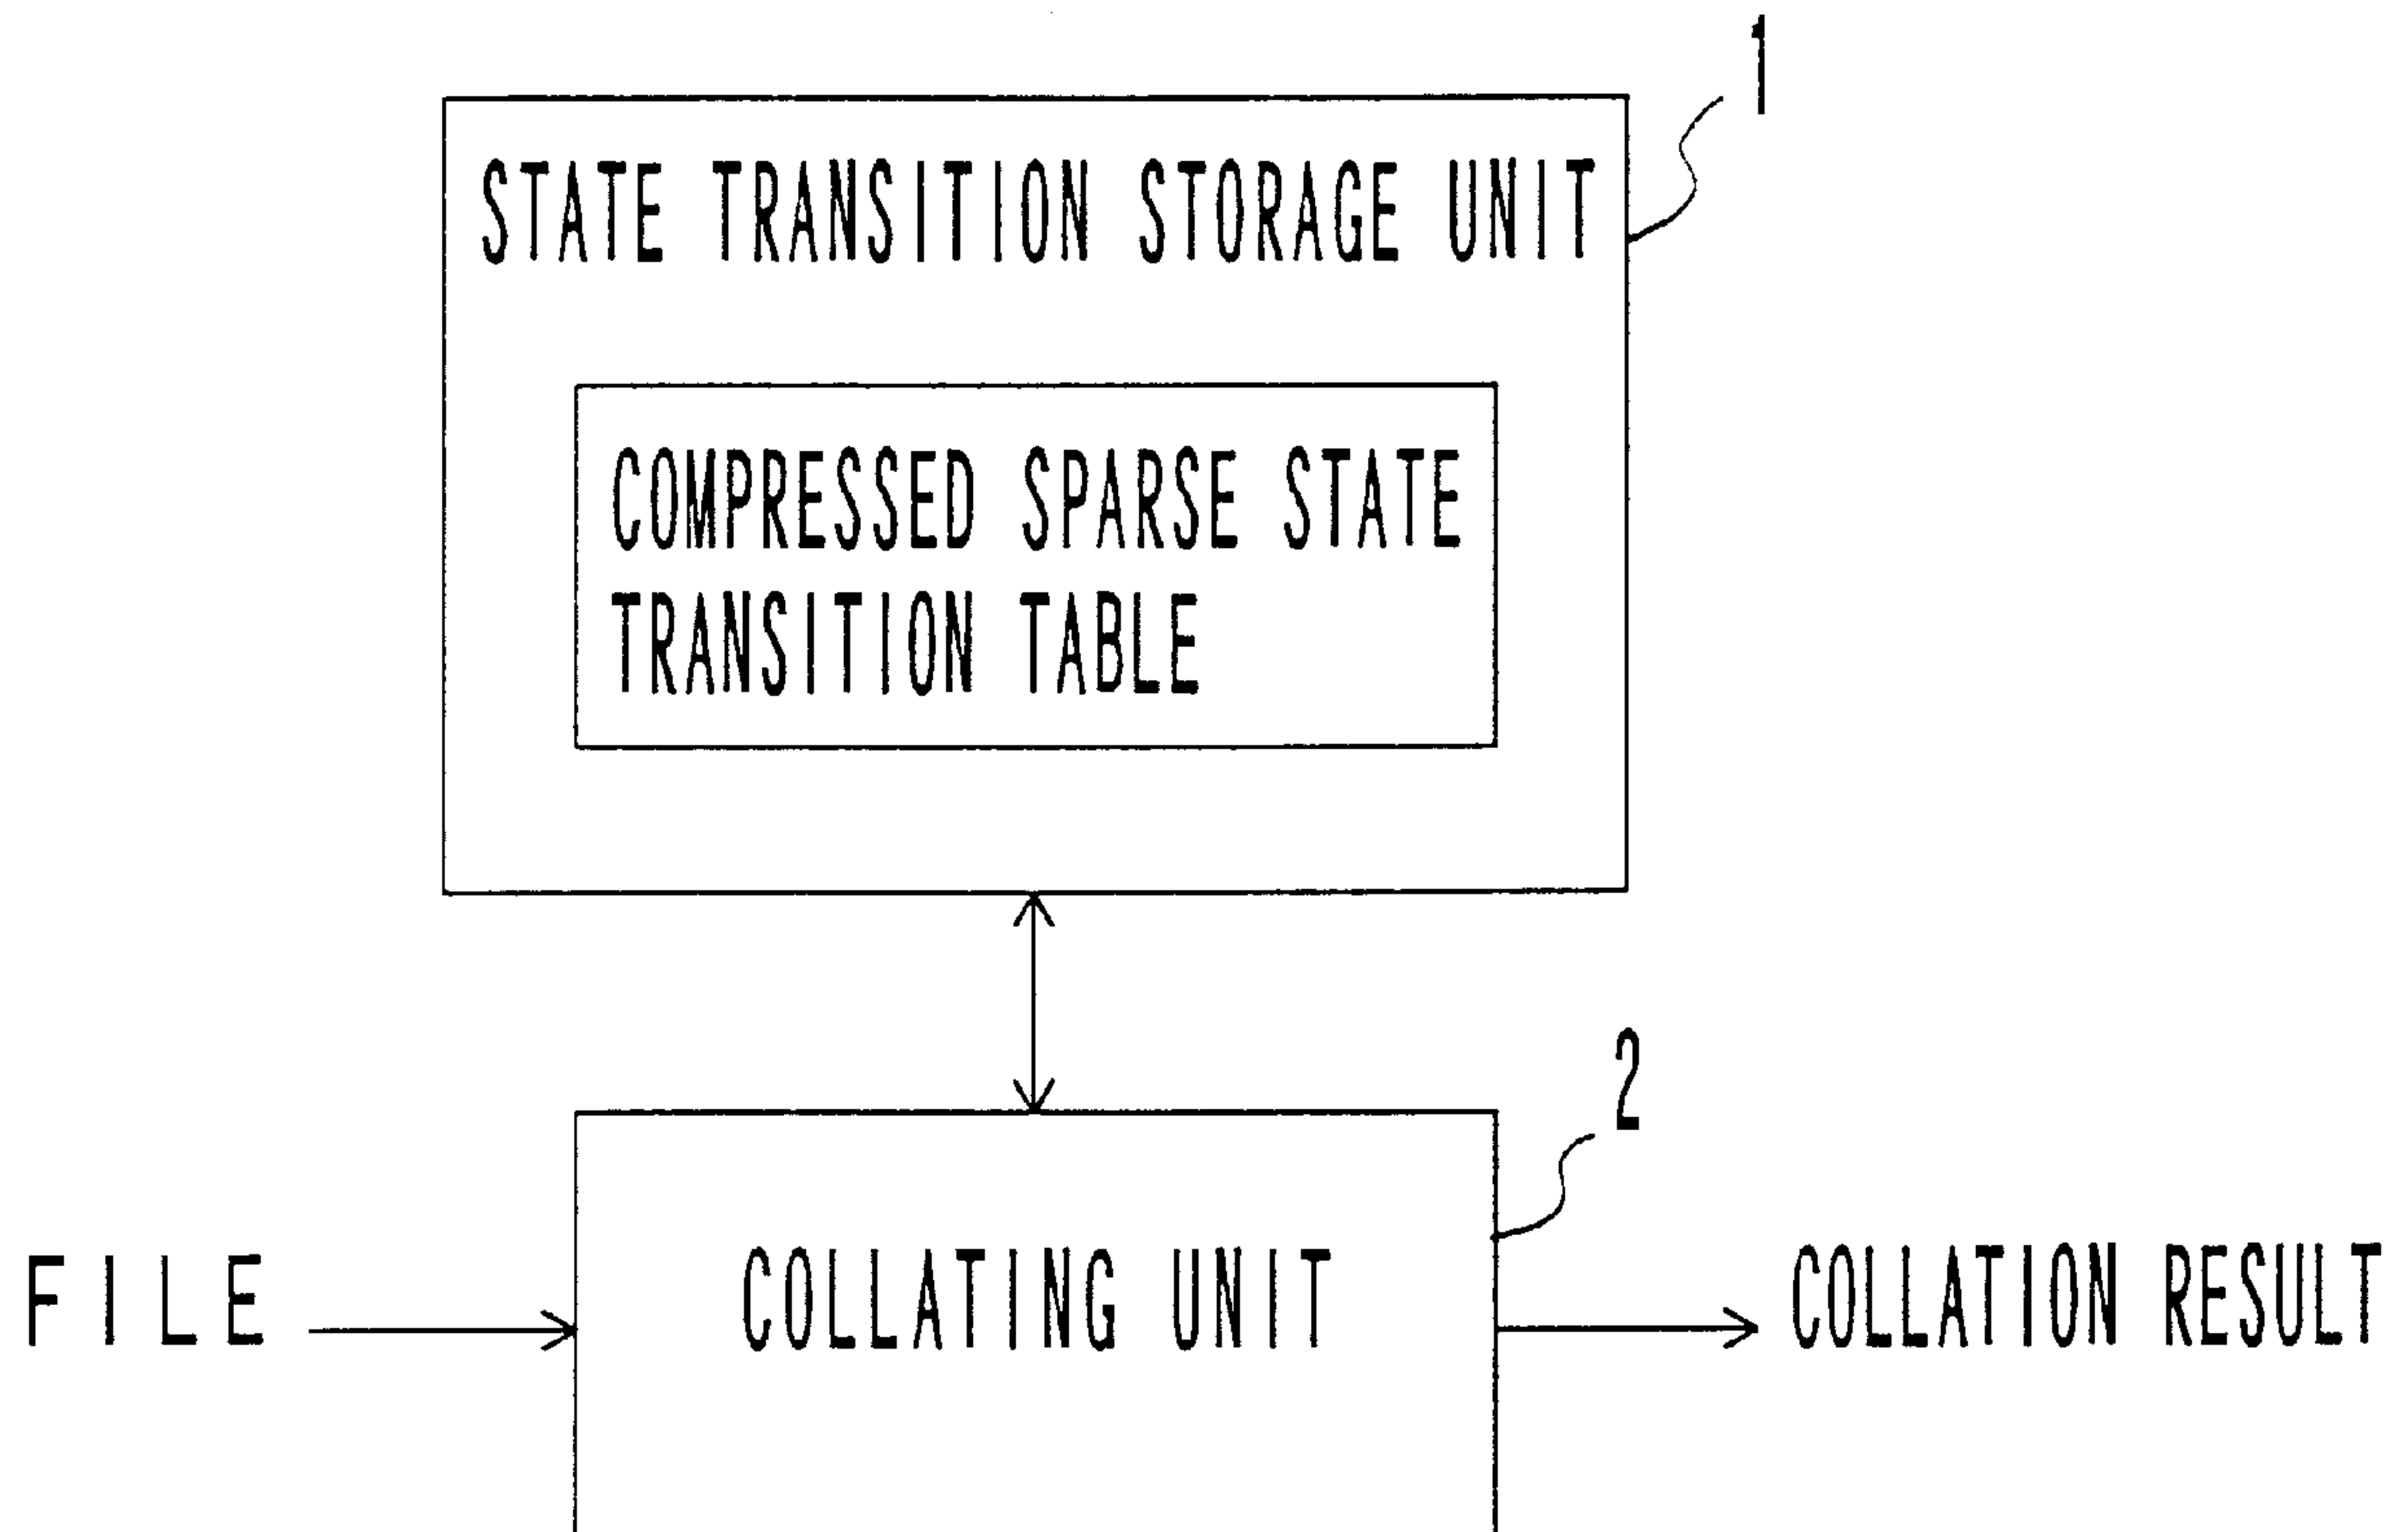 1
STATE TRANSITION STORAGE UNIT
COMPRESSED SPARSE STATE
TRANSITION TABLE
2
FILE
COLLATING UNIT
COLLATION RESULT